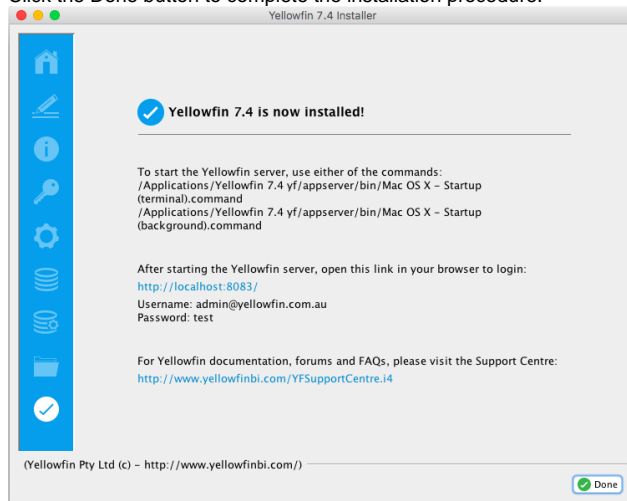 Click the Done button to complete the installation procedure.
Yellowfin 7.4 Installer
Yellowfin 7.4 is now installed!
To start the Yellowfin server, use either of the commands:
/Applications/Yellowfin 7.4 yf/appserver/bin/Mac OS X – Startup
(terminal).command
/Applications/Yellowfin 7.4 yf/appserver/bin/Mac OS X – Startup
(background).command
After starting the Yellowfin server, open this link in your browser to login:
http://localhost:8083/
Username: admin@yellowfin.com.au
Password: test
For Yellowfin documentation, forums and FAQs, please visit the Support Centre:
http://www.yellowfinbi.com/YFSupportCentre.i4
(Yellowfin Pty Ltd (c) – http://www.yellowfinbi.com/)
Done